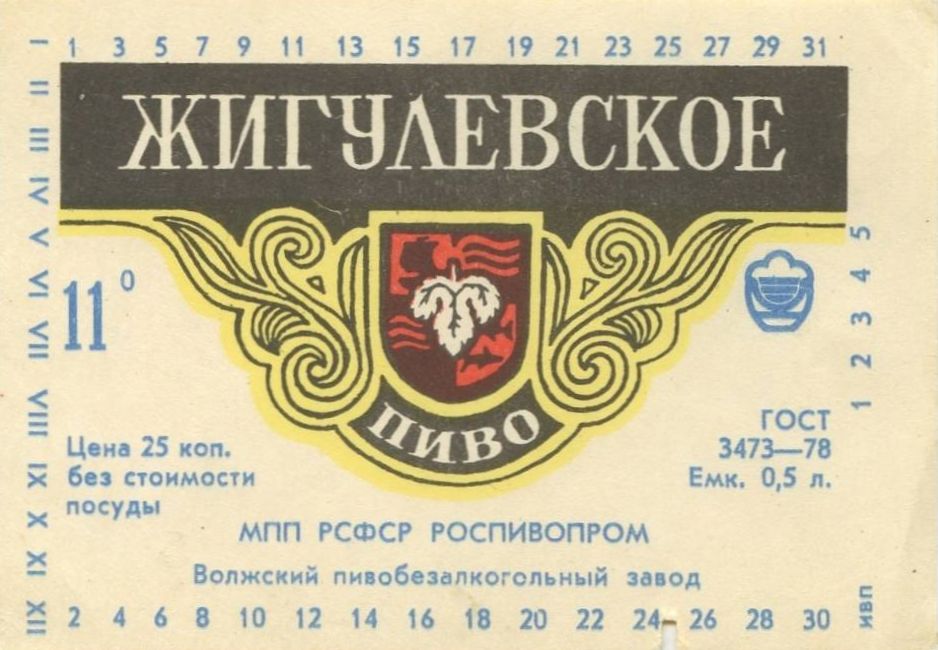 1 3 5 7 9 11 13 15 17 19 21 23 25 27 29 31
I II III IV V VI VII VIII XI X IX XII
ЖИГУЛЕВСКОЕ
11⁰
ПИВО
1 2 3 4 5
Цена 25 коп.
без стоимости
посуды
ГОСТ
3473—78
Емк. 0,5 л.
МПП РСФСР РОСПИВОПРОМ
Волжский пивобезалкогольный завод
2 4 6 8 10 12 14 16 18 20 22 24 26 28 30
ИВП